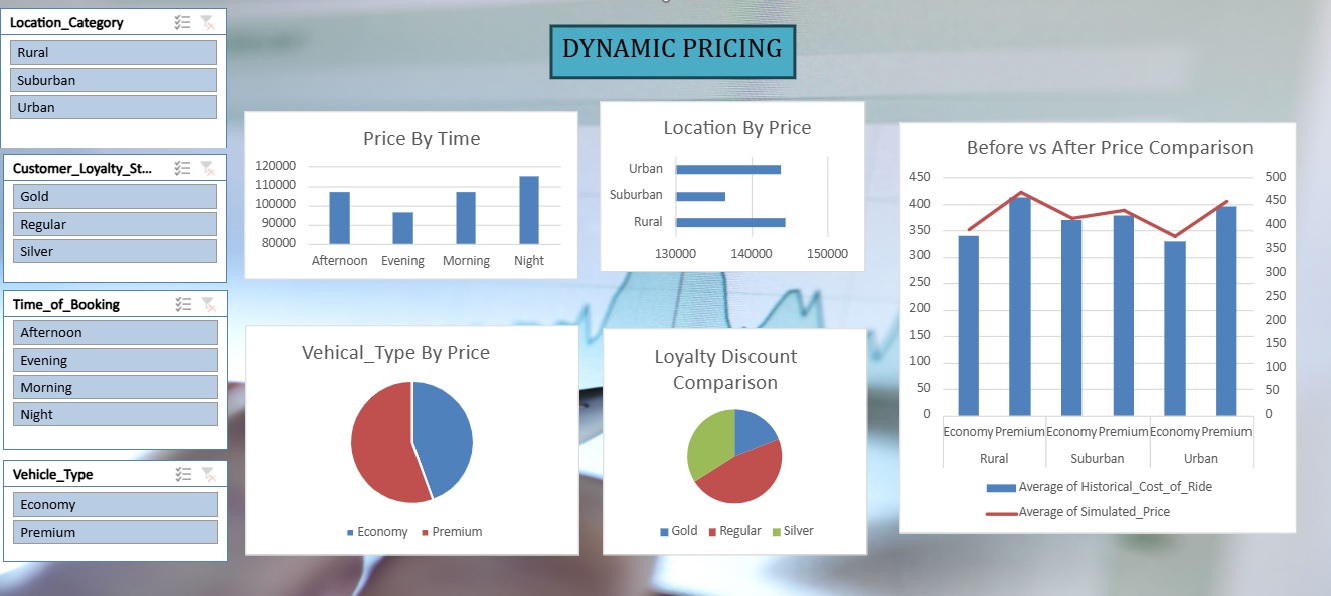 DYNAMIC PRICING
Location_Category
Rural
Suburban
Urban
Customer_Loyalty_St...
Gold
Regular
Silver
Time_of_Booking
Afternoon
Evening
Morning
Night
Vehicle_Type
Economy
Premium
Price By Time
120000
110000
100000
90000
80000
Afternoon Evening Morning Night
Location By Price
Urban
Suburban
Rural
130000 140000 150000
Vehical_Type By Price
Economy Premium
Loyalty Discount
Comparison
Gold Regular Silver
Before vs After Price Comparison
450 500
400 450
350 400
300 350
250 300
200 250
150 200
100 150
50 100
0 50
0
Economy Premium Economy Premium Economy Premium
Rural Suburban Urban
Average of Historical_Cost_of_Ride
Average of Simulated_Price